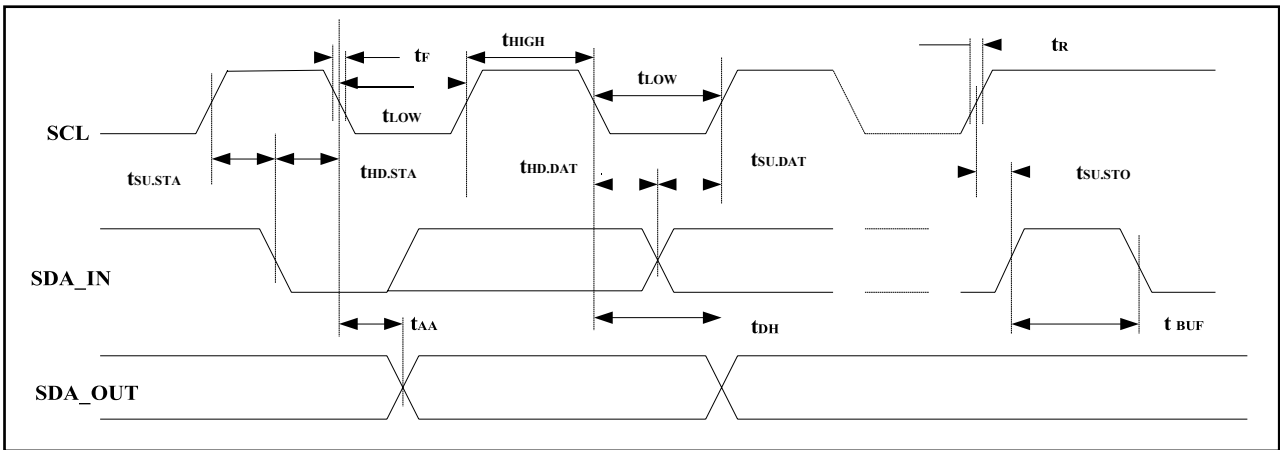 tF
tHIGH
tR
tLOW
tLOW
SCL
tSU.STA
tHD.STA
tHD.DAT
tSU.DAT
tSU.STO
SDA_IN
tAA
tDH
t BUF
SDA_OUT